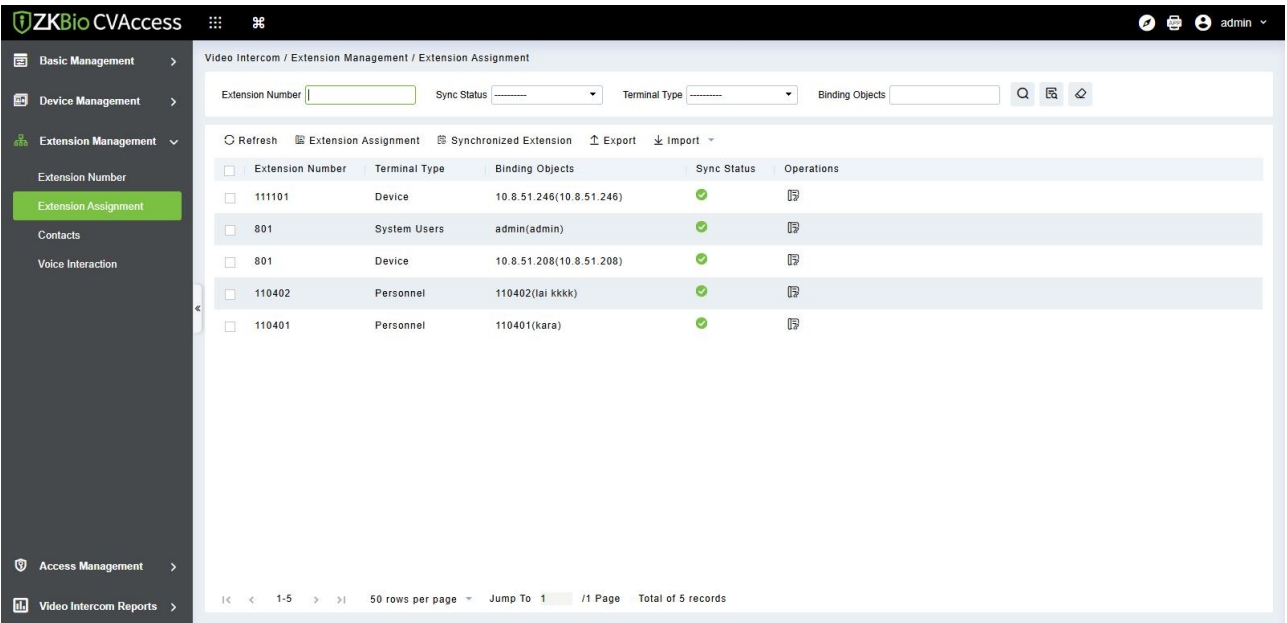 ZKBio CVAccess
admin
Basic Management
Device Management
Extension Management
Extension Number
Extension Assignment
Contacts
Voice Interaction
Access Management
Video Intercom Reports
Video Intercom / Extension Management / Extension Assignment
Extension Number Sync Status ---------- Terminal Type ---------- Binding Objects
Refresh Extension Assignment Synchronized Extension Export Import
Extension Number Terminal Type Binding Objects Sync Status Operations
111101 Device 10.8.51.246(10.8.51.246)
801 System Users admin(admin)
801 Device 10.8.51.208(10.8.51.208)
110402 Personnel 110402(lai kkkk)
110401 Personnel 110401(kara)
1-5 50 rows per page Jump To 1 /1 Page Total of 5 records